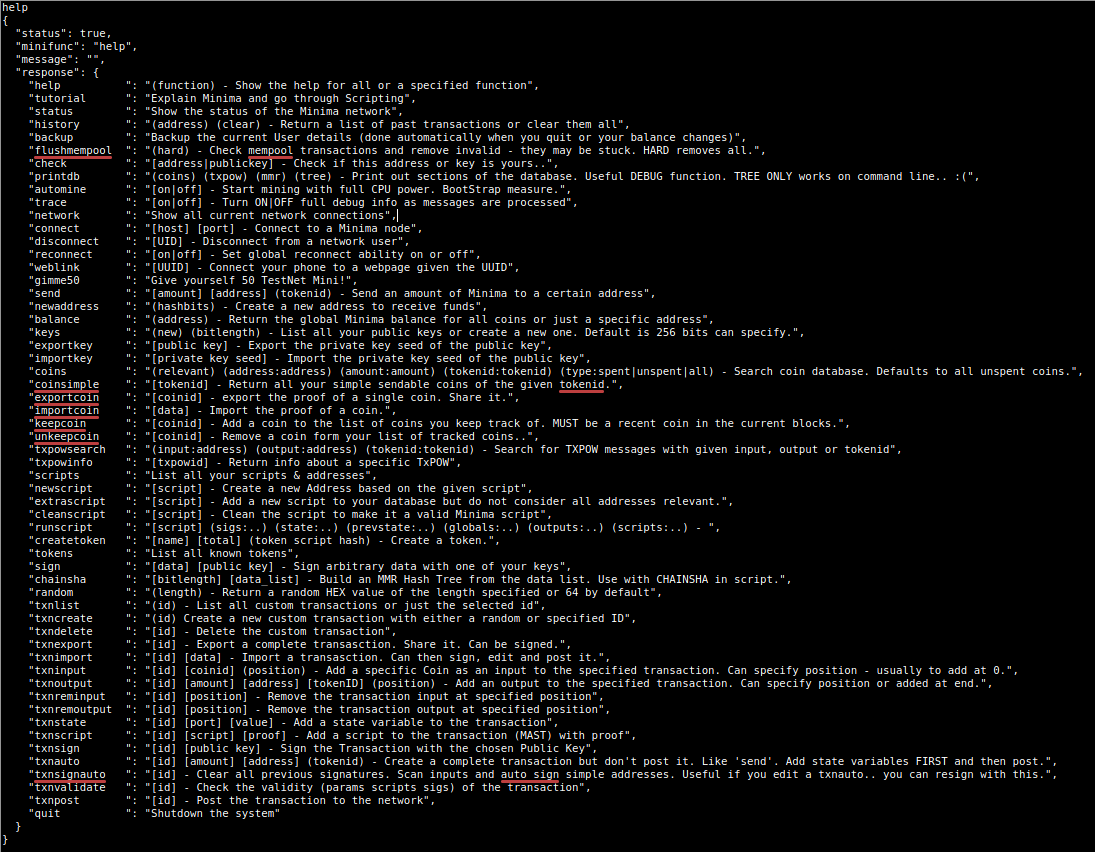 help
{
  "status": true,
  "minifunc": "help",
  "message": "",
  "response": {
    "help          ": "(function) - Show the help for all or a specified function",
    "tutorial      ": "Explain Minima and go through Scripting",
    "status        ": "Show the status of the Minima network",
    "history       ": "(address) (clear) - Return a list of past transactions or clear them all",
    "backup        ": "Backup the current User details (done automatically when you quit or your balance changes)",
    "flushmempool  ": "(hard) - Check mempool transactions and remove invalid - they may be stuck. HARD removes all.",
    "check         ": "[address|publickey] - Check if this address or key is yours..",
    "printdb       ": "(coins) (txpow) (mmr) (tree) - Print out sections of the database. Useful DEBUG function. TREE ONLY works on command line.. :(",
    "automine      ": "[on|off] - Start mining with full CPU power. BootStrap measure.",
    "trace         ": "[on|off] - Turn ON|OFF full debug info as messages are processed",
    "network       ": "Show all current network connections",
    "connect       ": "[host] [port] - Connect to a Minima node",
    "disconnect    ": "[UID] - Disconnect from a network user",
    "reconnect     ": "[on|off] - Set global reconnect ability on or off",
    "weblink       ": "[UUID] - Connect your phone to a webpage given the UUID",
    "gimme50       ": "Give yourself 50 TestNet Mini!",
    "send          ": "[amount] [address] (tokenid) - Send an amount of Minima to a certain address",
    "newaddress    ": "(hashbits) - Create a new address to receive funds",
    "balance       ": "(address) - Return the global Minima balance for all coins or just a specific address",
    "keys          ": "(new) (bitlength) - List all your public keys or create a new one. Default is 256 bits can specify.",
    "exportkey     ": "[public key] - Export the private key seed of the public key",
    "importkey     ": "[private key seed] - Import the private key seed of the public key",
    "coins         ": "(relevant) (address:address) (amount:amount) (tokenid:tokenid) (type:spent|unspent|all) - Search coin database. Defaults to all unspent coins.",
    "coinsimple    ": "[tokenid] - Return all your simple sendable coins of the given tokenid.",
    "exportcoin    ": "[coinid] - export the proof of a single coin. Share it.",
    "importcoin    ": "[data] - Import the proof of a coin.",
    "keepcoin      ": "[coinid] - Add a coin to the list of coins you keep track of. MUST be a recent coin in the current blocks.",
    "unkeepcoin    ": "[coinid] - Remove a coin form your list of tracked coins..",
    "txpowsearch   ": "(input:address) (output:address) (tokenid:tokenid) - Search for TXPOW messages with given input, output or tokenid",
    "txpowinfo     ": "[txpowid] - Return info about a specific TxPOW",
    "scripts       ": "List all your scripts & addresses",
    "newscript     ": "[script] - Create a new Address based on the given script",
    "extrascript   ": "[script] - Add a new script to your database but do not consider all addresses relevant.",
    "cleanscript   ": "[script] - Clean the script to make it a valid Minima script",
    "runscript     ": "[script] (sigs:..) (state:..) (prevstate:..) (globals:..) (outputs:..) (scripts:..) - ",
    "createtoken   ": "[name] [total] (token script hash) - Create a token.",
    "tokens        ": "List all known tokens",
    "sign          ": "[data] [public key] - Sign arbitrary data with one of your keys",
    "chainsha      ": "[bitlength] [data_list] - Build an MMR Hash Tree from the data list. Use with CHAINSHA in script.",
    "random        ": "(length) - Return a random HEX value of the length specified or 64 by default",
    "txnlist       ": "(id) - List all custom transactions or just the selected id",
    "txncreate     ": "(id) Create a new custom transaction with either a random or specified ID",
    "txndelete     ": "[id] - Delete the custom transaction",
    "txnexport     ": "[id] - Export a complete transasction. Share it. Can be signed.",
    "txnimport     ": "[id] [data] - Import a transasction. Can then sign, edit and post it.",
    "txninput      ": "[id] [coinid] (position) - Add a specific Coin as an input to the specified transaction. Can specify position - usually to add at 0.",
    "txnoutput     ": "[id] [amount] [address] [tokenID] (position) - Add an output to the specified transaction. Can specify position or added at end.",
    "txnreminput   ": "[id] [position] - Remove the transaction input at specified position",
    "txnremoutput  ": "[id] [position] - Remove the transaction output at specified position",
    "txnstate      ": "[id] [port] [value] - Add a state variable to the transaction",
    "txnscript     ": "[id] [script] [proof] - Add a script to the transaction (MAST) with proof",
    "txnsign       ": "[id] [public key] - Sign the Transaction with the chosen Public Key",
    "txnauto       ": "[id] [amount] [address] (tokenid) - Create a complete transaction but don't post it. Like 'send'. Add state variables FIRST and then post.",
    "txnsignauto   ": "[id] - Clear all previous signatures. Scan inputs and auto sign simple addresses. Useful if you edit a txnauto.. you can resign with this.",
    "txnvalidate   ": "[id] - Check the validity (params scripts sigs) of the transaction",
    "txnpost       ": "[id] - Post the transaction to the network",
    "quit          ": "Shutdown the system"
  }
}